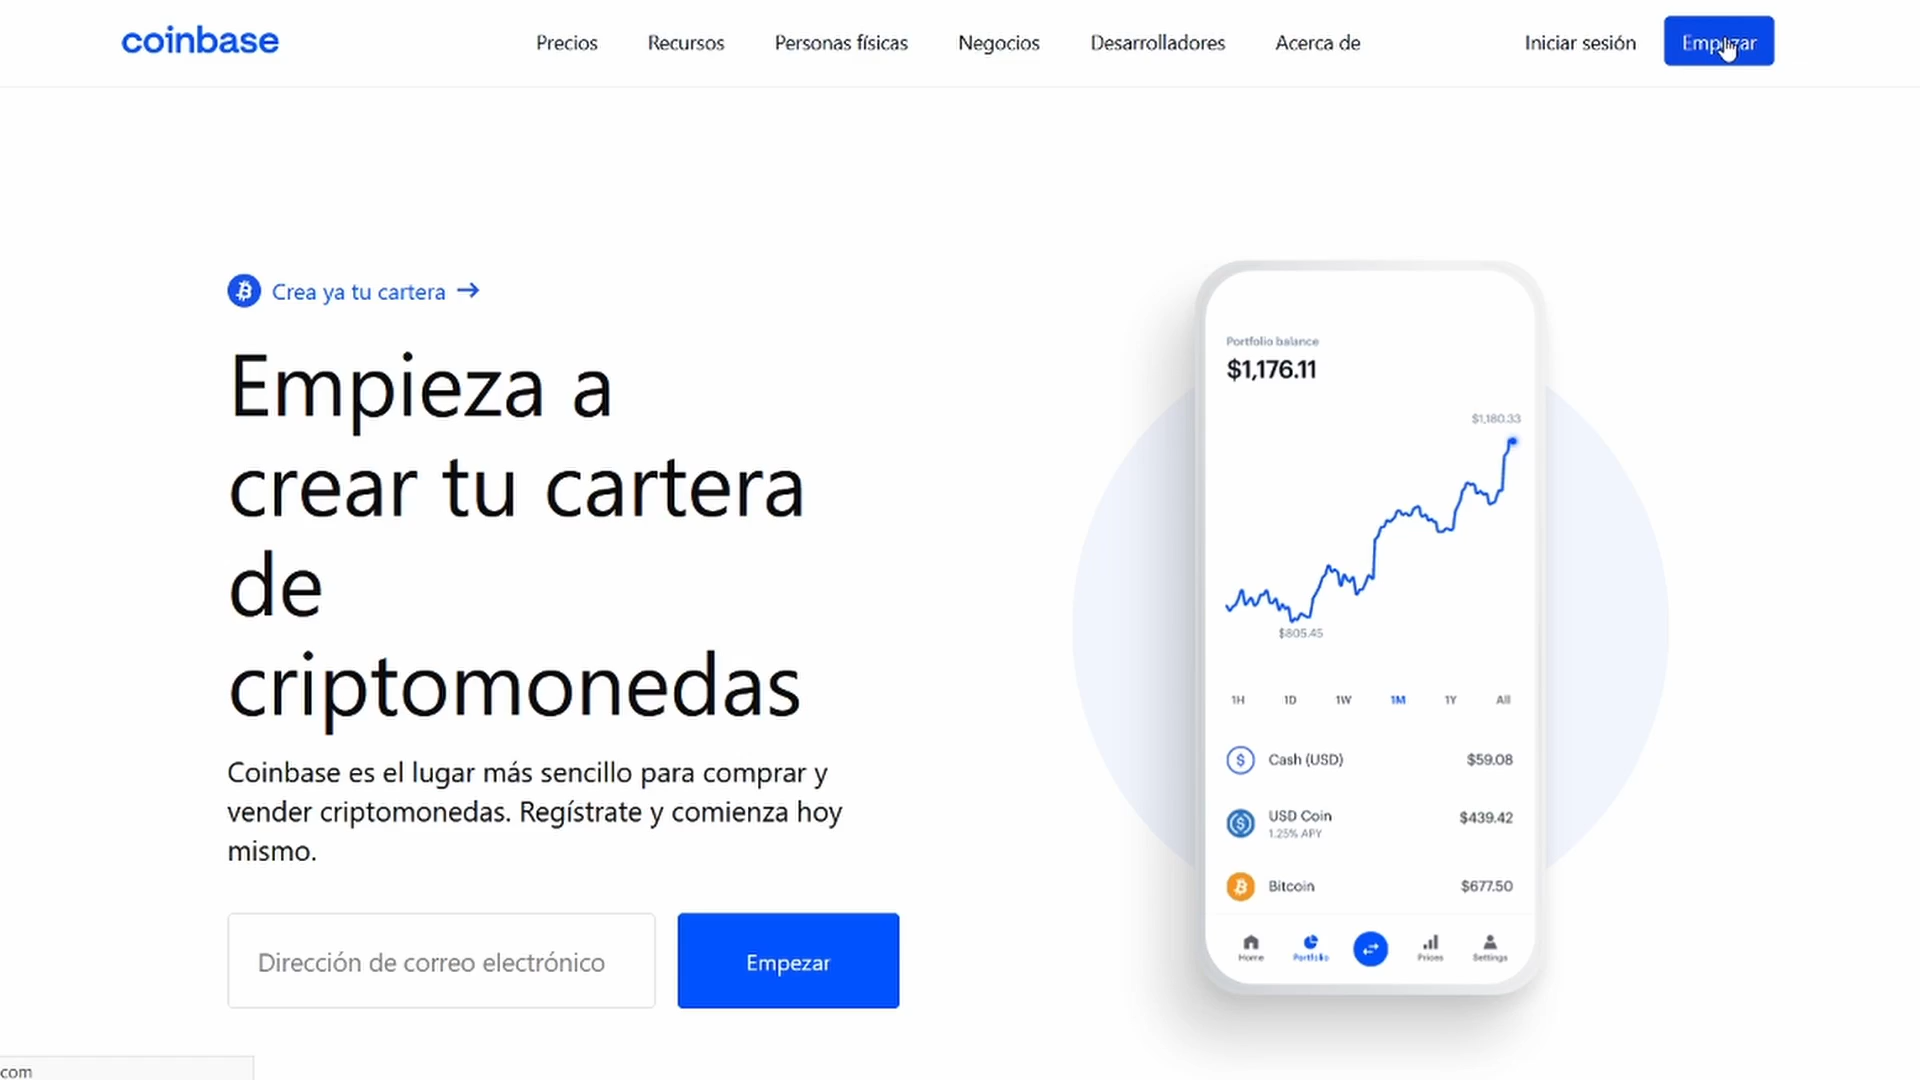 coinbase
Precios
Recursos
Personas físicas
Negocios
Desarrolladores
Acerca de
Iniciar sesión
Empezar
Crea ya tu cartera →
Empieza a
crear tu cartera
de
criptomonedas
Coinbase es el lugar más sencillo para comprar y
vender criptomonedas. Regístrate y comienza hoy
mismo.
Dirección de correo electrónico
Empezar
Portfolio balance
$1,176.11
$1,180.33
$805.45
1H 1D 1W 1M 1Y All
Cash (USD) $59.08
USD Coin $439.42
1.25% APY
Bitcoin $677.50
Home Portfolio Prices Settings
com